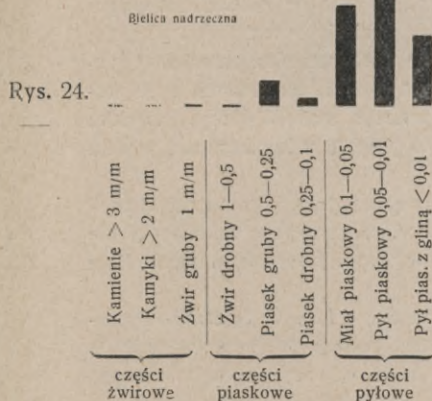 Bielica nadrzeczna
Rys. 24.
Kamienie > 3 m/m
Kamyki > 2 m/m
Żwir gruby 1 m/m
Żwir drobny 1—0,5
Piasek gruby 0,5—0,25
Piasek drobny 0,25—0,1
Miał piaskowy 0.1—0,05
Pył piaskowy 0,05—0,01
Pył pias. z gliną < 0,01
części żwirowe
części piaskowe
części pyłowe